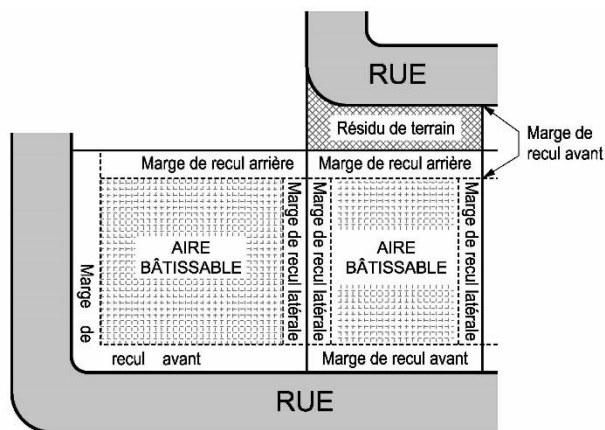 RUE
Résidu de terrain
Marge de
recul avant
Marge de recul arrière
Marge de recul arrière
AIRE
BÂTISSABLE
Marge de recul latérale
Marge de recul latérale
AIRE
BÂTISSABLE
Marge de recul latérale
Marge de
recul avant
Marge de recul avant
RUE